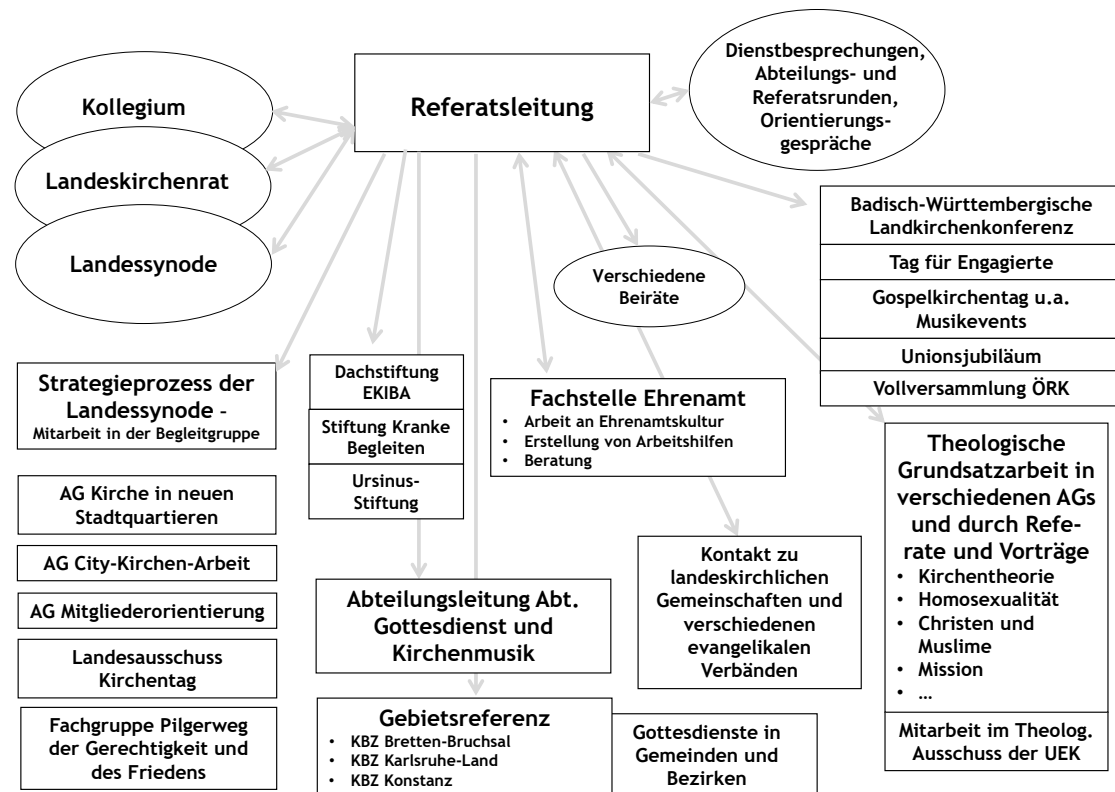 Kollegium
Landeskirchenrat
Landessynode
Referatsleitung
Dienstbesprechungen,
Abteilungs- und
Referatsrunden,
Orientierungs-
gespräche
Verschiedene
Beiräte
Badisch-Württembergische
Landkirchenkonferenz
Tag für Engagierte
Gospelkirchentag u.a.
Musikevents
Unionsjubiläum
Vollversammlung ÖRK
Strategieprozess der
Landessynode -
Mitarbeit in der Begleitgruppe
AG Kirche in neuen
Stadtquartieren
AG City-Kirchen-Arbeit
AG Mitgliederorientierung
Landesausschuss
Kirchentag
Fachgruppe Pilgerweg
der Gerechtigkeit und
des Friedens
Dachstiftung
EKIBA
Stiftung Kranke
Begleiten
Ursinus-
Stiftung
Fachstelle Ehrenamt
• Arbeit an Ehrenamtskultur
• Erstellung von Arbeitshilfen
• Beratung
Abteilungsleitung Abt.
Gottesdienst und
Kirchenmusik
Gebietsreferenz
• KBZ Bretten-Bruchsal
• KBZ Karlsruhe-Land
• KBZ Konstanz
Gottesdienste in
Gemeinden und
Bezirken
Kontakt zu
landeskirchlichen
Gemeinschaften und
verschiedenen
evangelikalen
Verbänden
Theologische
Grundsatzarbeit in
verschiedenen AGs
und durch Refe-
rate und Vorträge
• Kirchentheorie
• Homosexualität
• Christen und
Muslime
• Mission
• …
Mitarbeit im Theolog.
Ausschuss der UEK